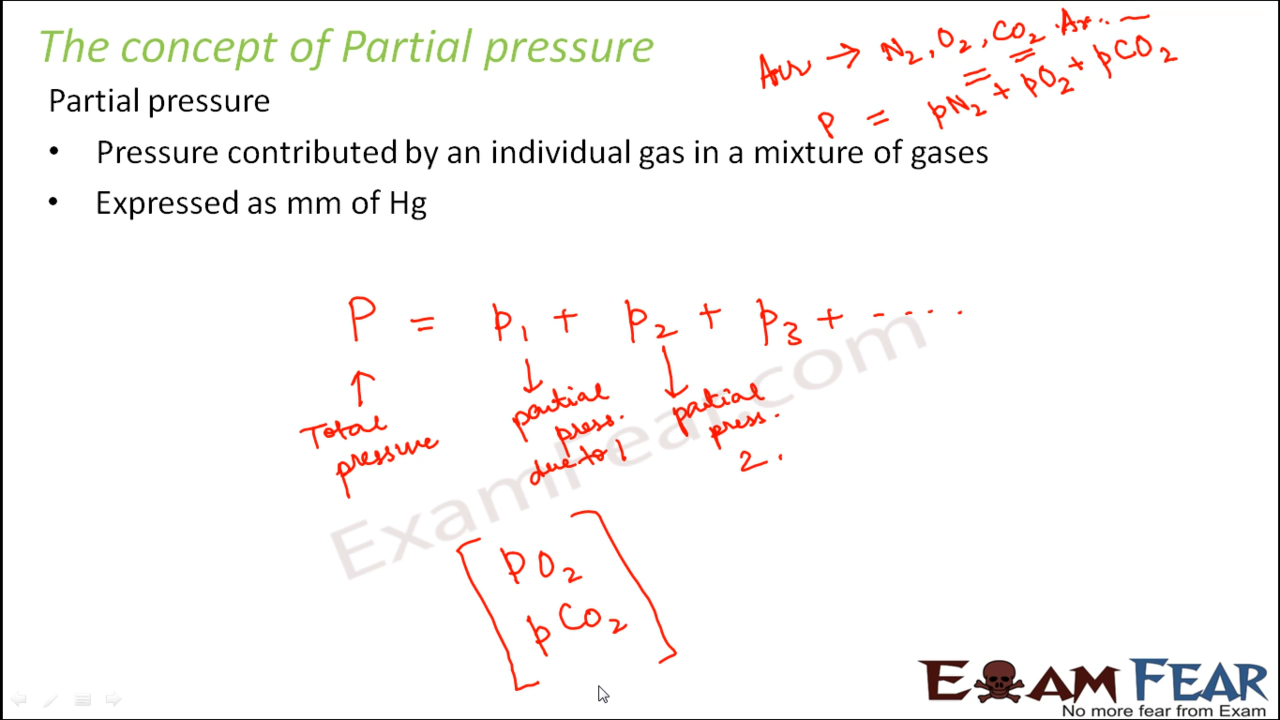 The concept of Partial pressure
Air → N₂, O₂, CO₂ Ar.. —
P = pN₂ + pO₂ + pCO₂
Partial pressure
• Pressure contributed by an individual gas in a mixture of gases
• Expressed as mm of Hg
P = p₁ + p₂ + p₃ + - . . . .
Total
pressure
partial
press.
due to 1
partial
press.
2.
pO₂
pCO₂
ExamFear.com
EXAM FEAR
No more fear from Exam